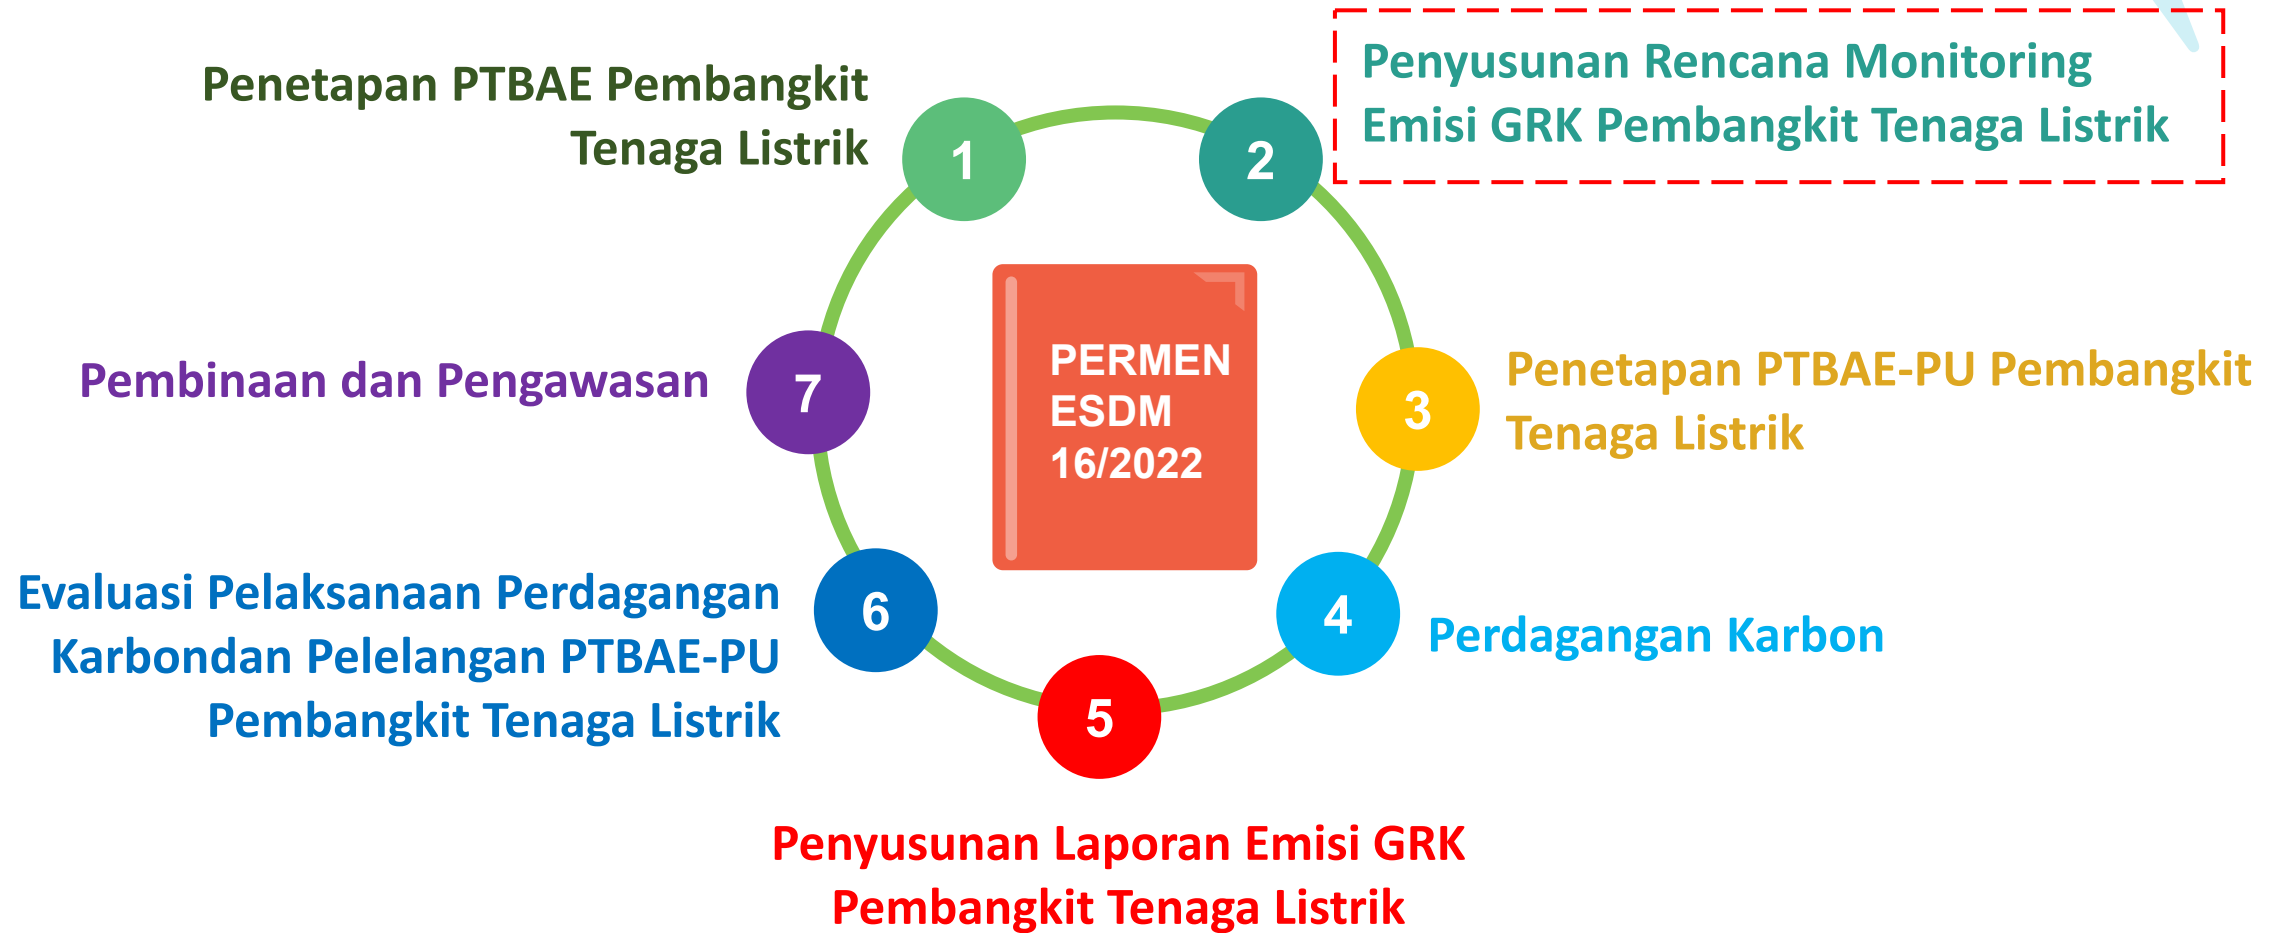 Penetapan PTBAE Pembangkit
Tenaga Listrik
1
2
Penyusunan Rencana Monitoring
Emisi GRK Pembangkit Tenaga Listrik
PERMEN
ESDM
16/2022
3
Penetapan PTBAE-PU Pembangkit
Tenaga Listrik
4
Perdagangan Karbon
5
Penyusunan Laporan Emisi GRK
Pembangkit Tenaga Listrik
6
Evaluasi Pelaksanaan Perdagangan
Karbondan Pelelangan PTBAE-PU
Pembangkit Tenaga Listrik
7
Pembinaan dan Pengawasan